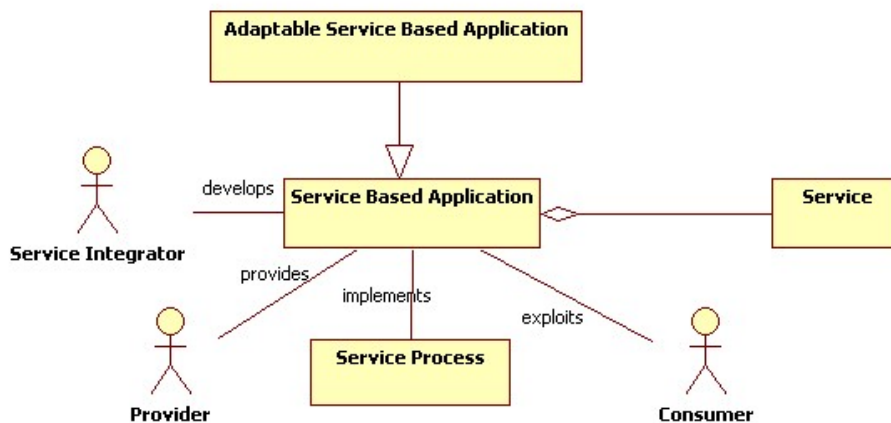 Adaptable Service Based Application
develops
Service Based Application
Service
Service Integrator
provides
implements
exploits
Service Process
Provider
Consumer